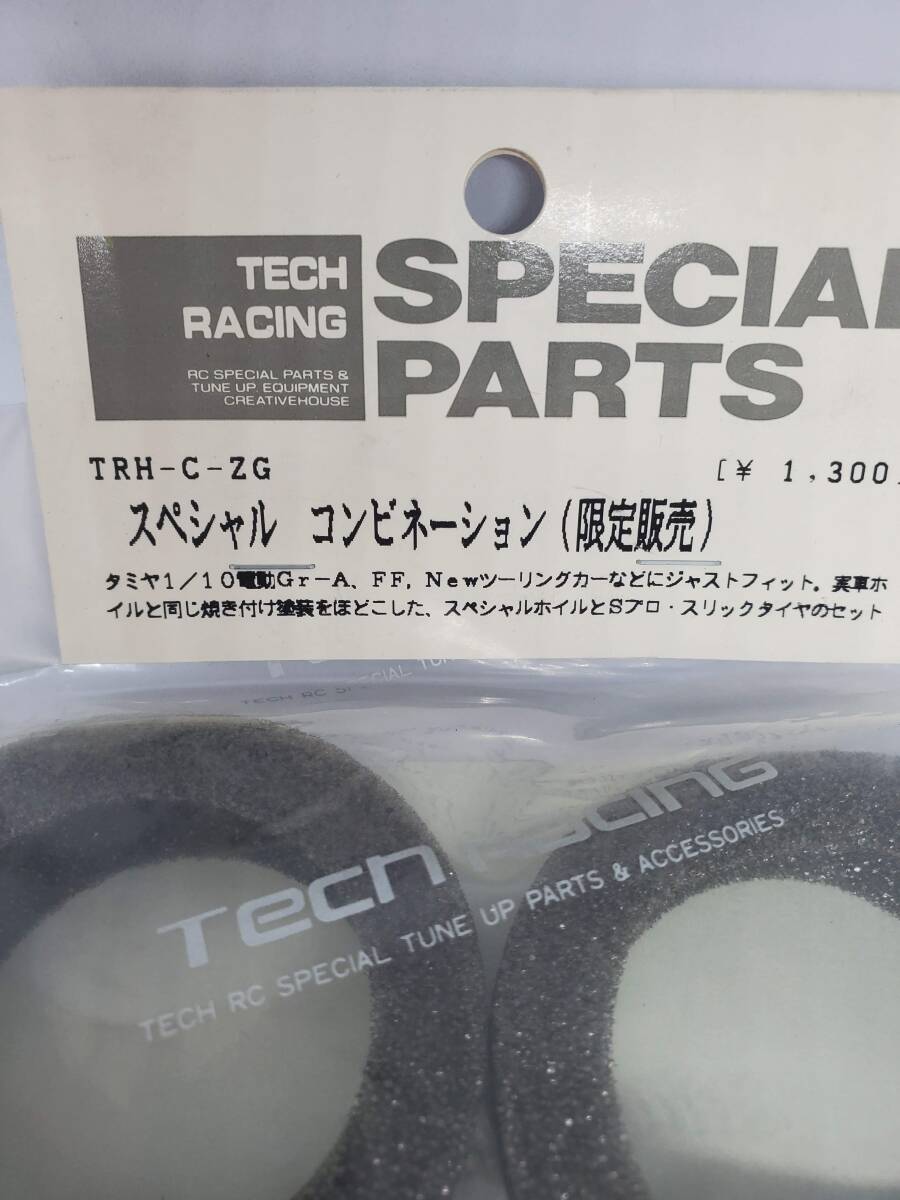 TECH
RACING
RC SPECIAL PARTS &
TUNE UP EQUIPMENT
CREATIVEHOUSE
SPECIAL
PARTS
TRH-C-ZG
[¥ 1,300]
スペシャル コンビネーション(限定販売)
タミヤ1/10電動Gr-A、FF, Newツーリングカーなどにジャストフィット。実車ホ
イルと同じ焼き付け塗装をほどこした、スペシャルホイルとSプロ・スリックタイヤのセット
TECH RC SPECIAL TUN
Tech racing
TECH RC SPECIAL TUNE UP PARTS & ACCESSORIES